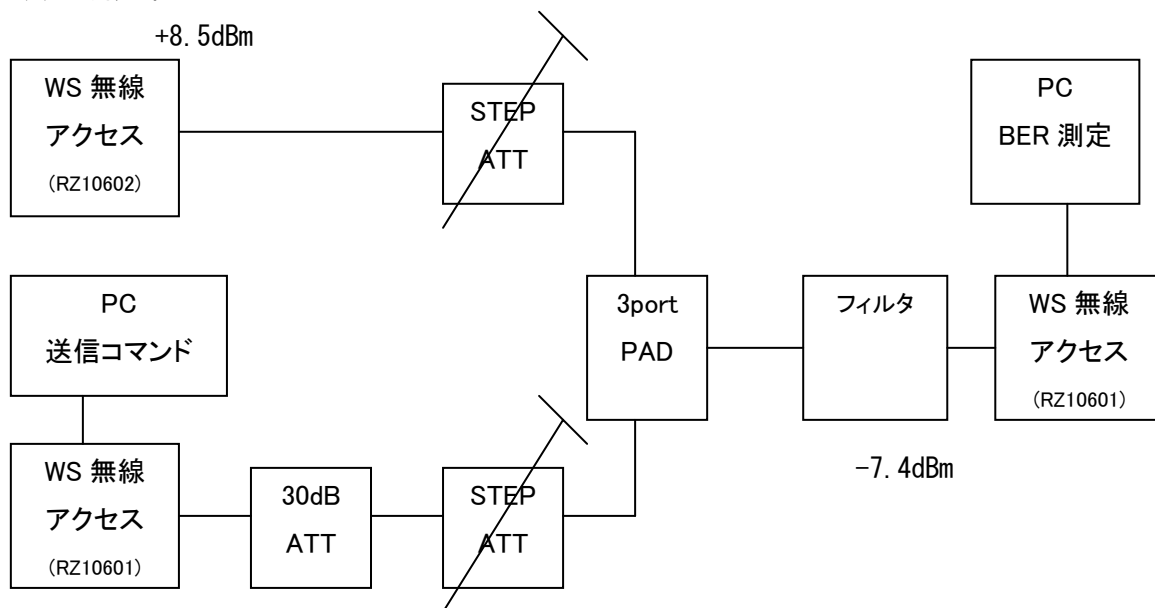 +8.5dBm
WS 無線
アクセス
(RZ10602)
STEP
ATT
PC
BER 測定
PC
送信コマンド
3port
PAD
フィルタ
WS 無線
アクセス
(RZ10601)
-7.4dBm
WS 無線
アクセス
(RZ10601)
30dB
ATT
STEP
ATT